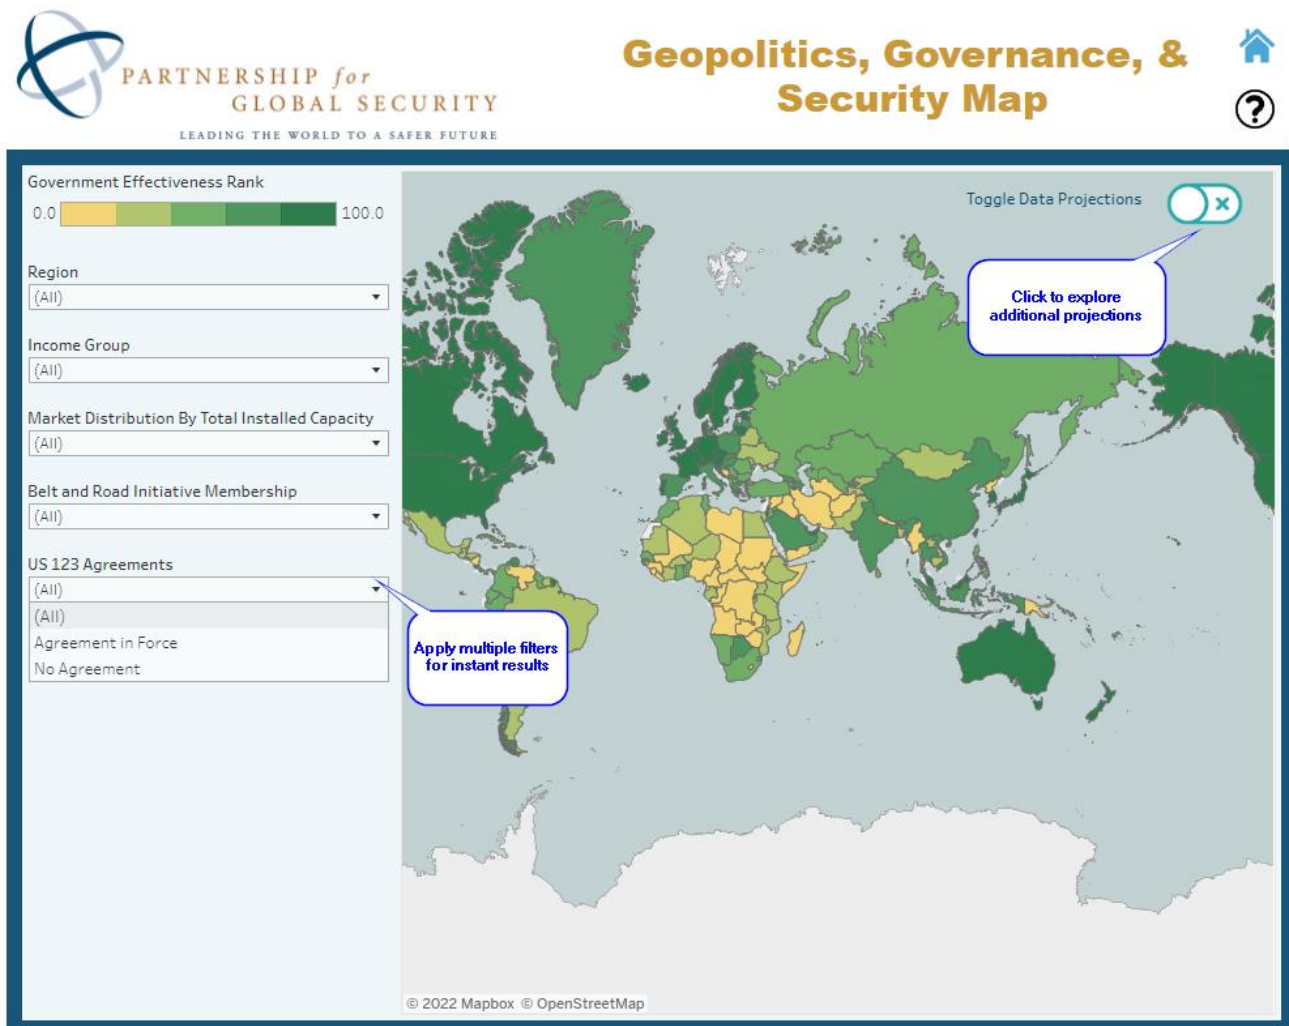 PARTNERSHIP for
GLOBAL SECURITY
LEADING THE WORLD TO A SAFER FUTURE
Geopolitics, Governance, &
Security Map
?
Government Effectiveness Rank
0.0 100.0
Region
(All)
Income Group
(All)
Market Distribution By Total Installed Capacity
(All)
Belt and Road Initiative Membership
(All)
US 123 Agreements
(All)
(All)
Agreement in Force
No Agreement
Toggle Data Projections
Click to explore
additional projections
Apply multiple filters
for instant results
© 2022 Mapbox © OpenStreetMap